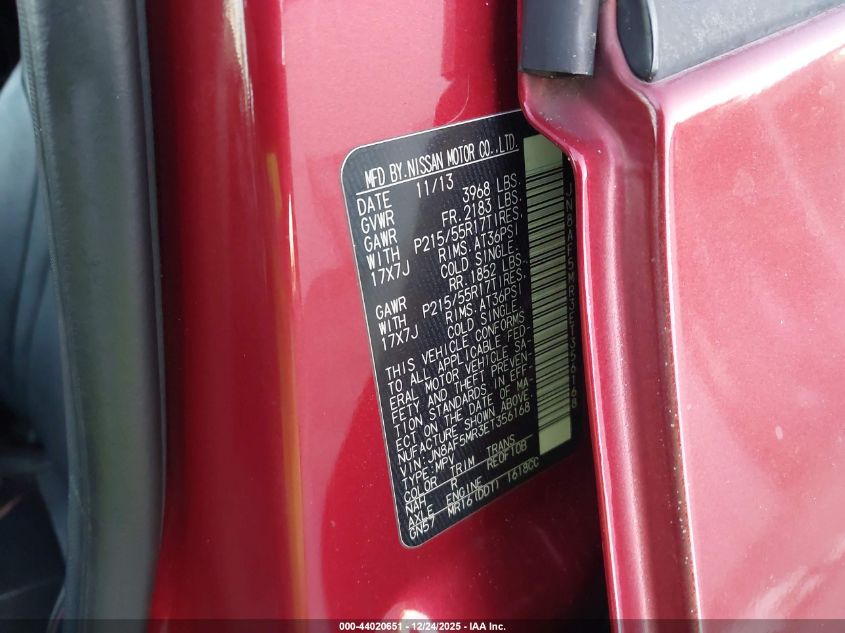 MFD BY.NISSAN MOTOR CO.,LTD.
DATE 11/13
GVWR 3968 LBS.
GAWR FR.2183 LBS.
WITH P215/55R17TIRES.
17X7J RIMS.AT36PSI
COLD SINGLE.
GAWR RR.1852 LBS.
WITH P215/55R17TIRES.
17X7J RIMS.AT36PSI
COLD SINGLE.
THIS VEHICLE CONFORMS
TO ALL APPLICABLE FED-
ERAL MOTOR VEHICLE SA-
FETY AND THEFT PREVEN-
TION STANDARDS IN EFF-
ECT ON THE DATE OF MA-
NUFACTURE SHOWN ABOVE.
VIN:JN8AF5MR3ET356168
TYPE:MPV
COLOR TRIM TRANS
NAH R RE0F10B
AXLE ENGINE
GN57 MR16(DDT) 1618CC
JN8AF5MR3ET356168
000-44020651 - 12/24/2025 - IAA Inc.